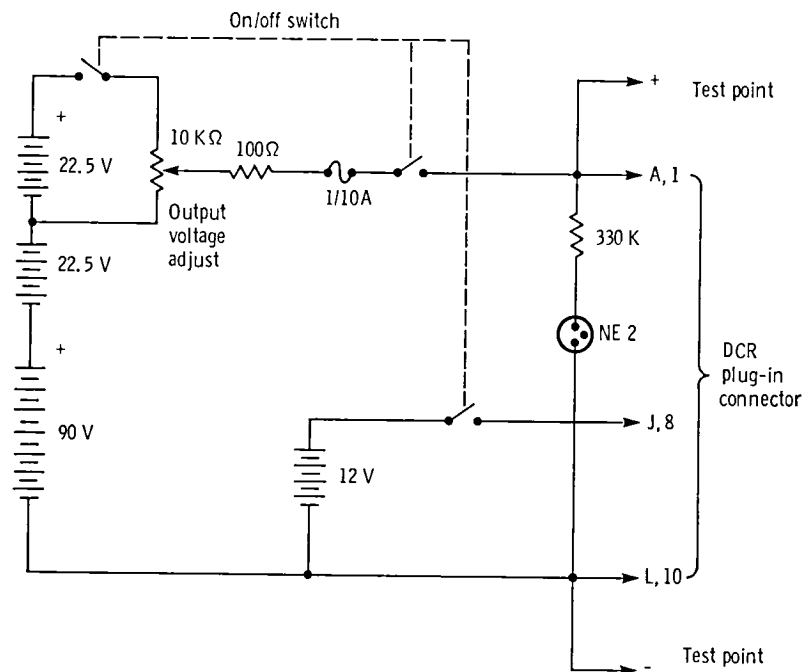 On/off switch
+
Test point
+
10 KΩ
100Ω
22.5 V
A, 1
1/10A
Output
voltage
adjust
330 K
22.5 V
NE 2
+
DCR
plug-in
connector
90 V
J, 8
12 V
L, 10
-
Test point